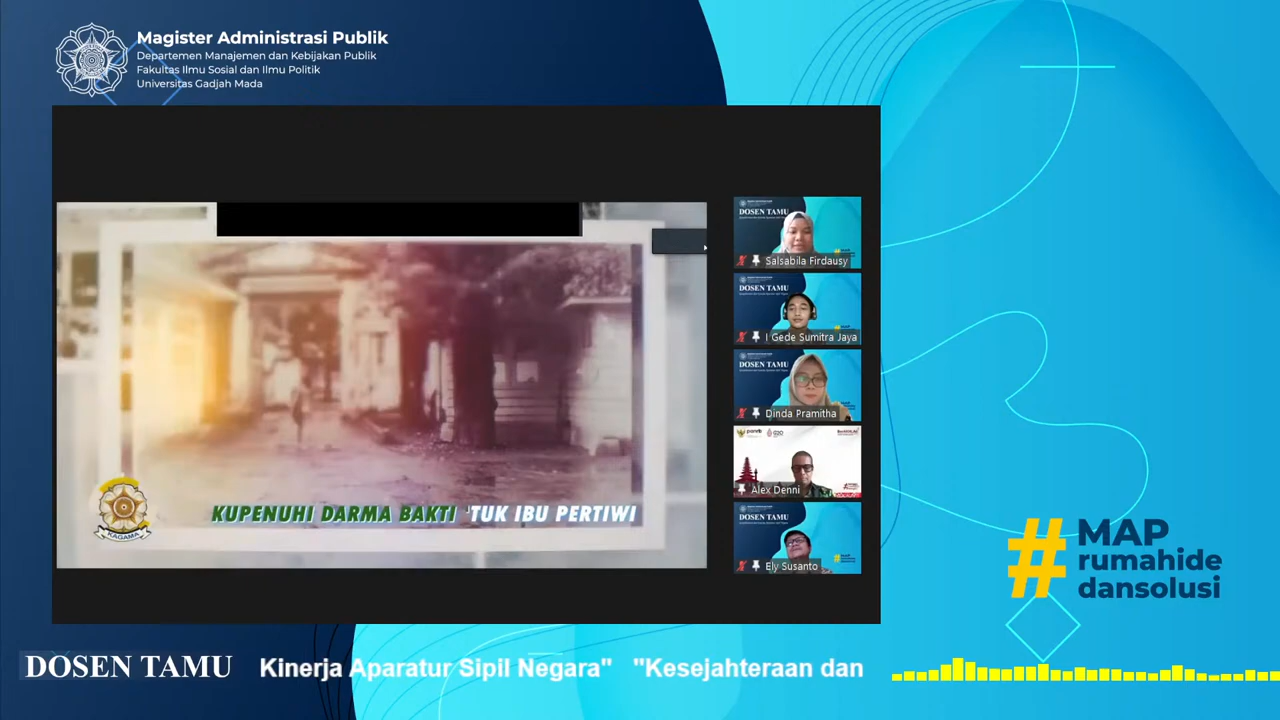 Magister Administrasi Publik
Departemen Manajemen dan Kebijakan Publik
Fakultas Ilmu Sosial dan Ilmu Politik
Universitas Gadjah Mada
DOSEN TAMU
Salsabila Firdausy
DOSEN TAMU
I Gede Sumitra Jaya
DOSEN TAMU
Dinda Pramitha
Alex Denni
DOSEN TAMU
Ely Susanto
KAGAMA
KUPENUHI DARMA BAKTI 'TUK IBU PERTIWI
# MAP
rumahide
dansolusi
DOSEN TAMU Kinerja Aparatur Sipil Negara" "Kesejahteraan dan